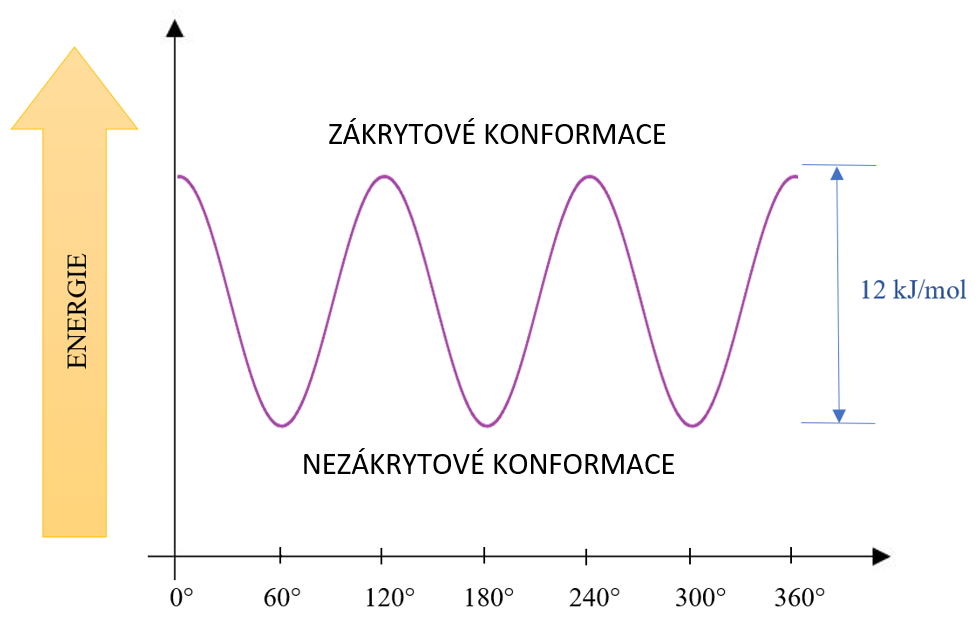 ZÁKRYTOVÉ KONFORMACE
ENERGIE
12 kJ/mol
NEZÁKRYTOVÉ KONFORMACE
0° 60° 120° 180° 240° 300° 360°